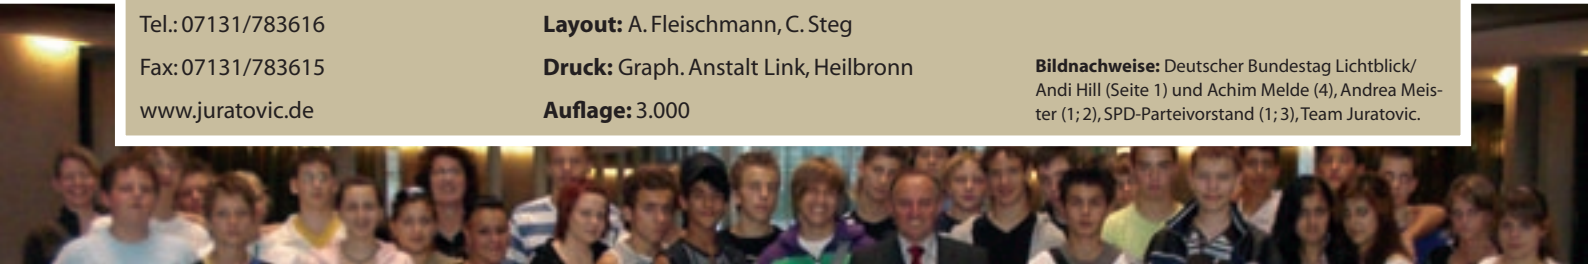 Tel.: 07131/783616
Fax: 07131/783615
www.juratovic.de
Layout: A. Fleischmann, C. Steg
Druck: Graph. Anstalt Link, Heilbronn
Auflage: 3.000
Bildnachweise: Deutscher Bundestag Lichtblick/
Andi Hill (Seite 1) und Achim Melde (4), Andrea Meis-
ter (1; 2), SPD-Parteivorstand (1; 3), Team Juratovic.